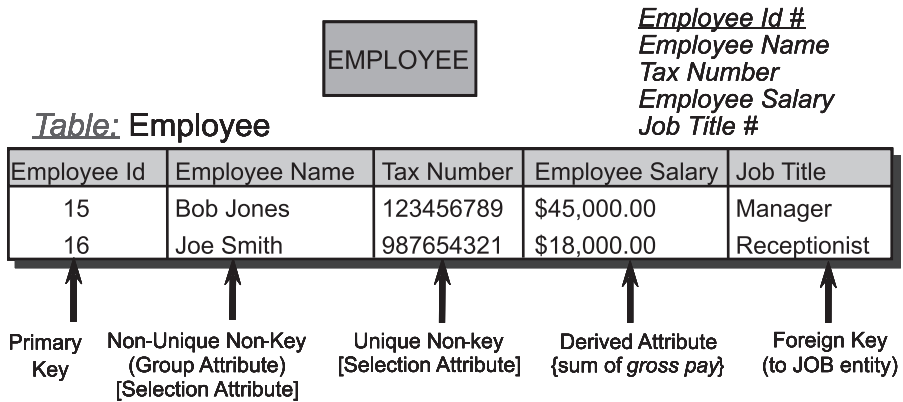 EMPLOYEE
Employee Id #
Employee Name
Tax Number
Employee Salary
Job Title #
Table: Employee
Employee Id Employee Name Tax Number Employee Salary Job Title
15 Bob Jones 123456789 $45,000.00 Manager
16 Joe Smith 987654321 $18,000.00 Receptionist
Primary
Key
Non-Unique Non-Key
(Group Attribute)
[Selection Attribute]
Unique Non-key
[Selection Attribute]
Derived Attribute
{sum of gross pay}
Foreign Key
(to JOB entity)